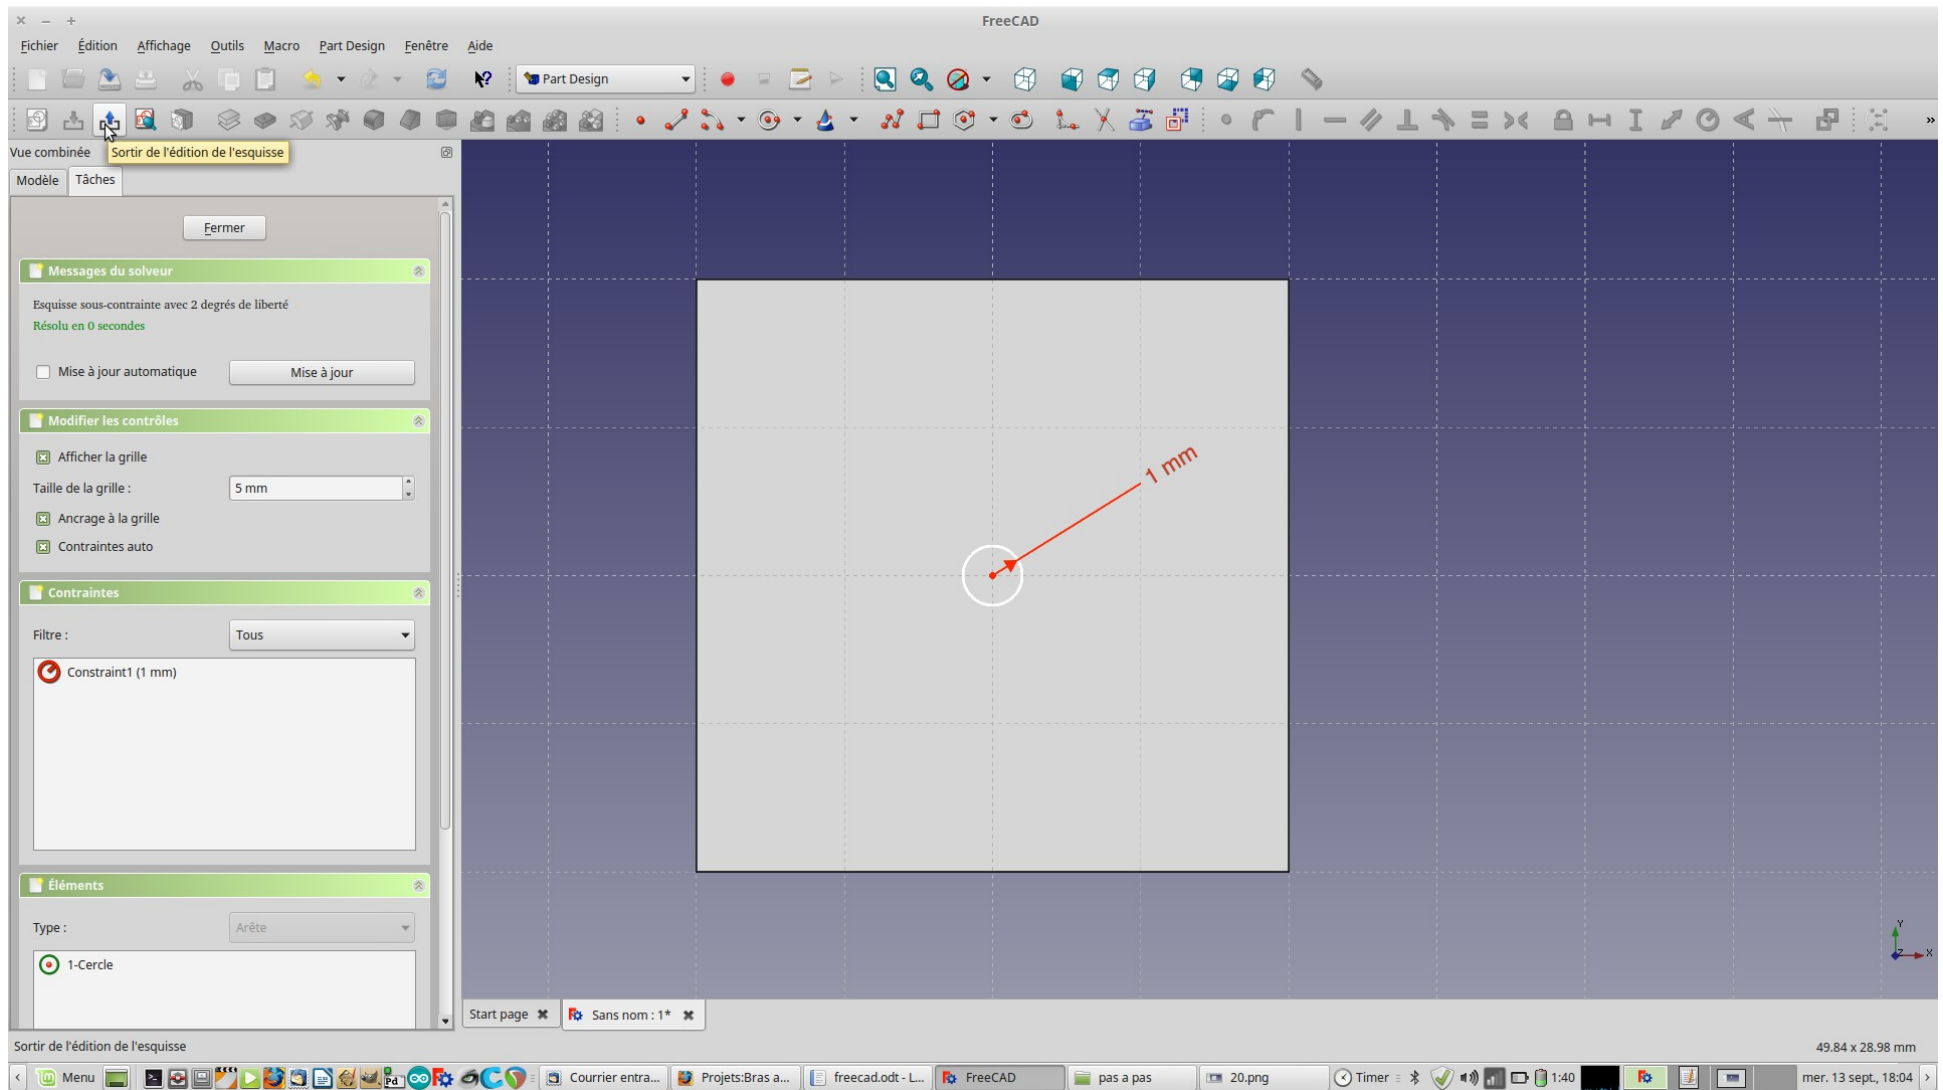 FreeCAD
Fichier Édition Affichage Outils Macro Part Design Fenêtre Aide
Part Design
Vue combinée
Sortir de l'édition de l'esquisse
Modèle Tâches
Fermer
Messages du solveur
Esquisse sous-contrainte avec 2 degrés de liberté
Résolu en 0 secondes
Mise à jour automatique Mise à jour
Modifier les contrôles
Afficher la grille
Taille de la grille : 5 mm
Ancrage à la grille
Contraintes auto
Contraintes
Filtre : Tous
Constraint1 (1 mm)
Éléments
Type : Arête
1-Cercle
1 mm
Y
Z X
Start page Sans nom : 1*
Sortir de l'édition de l'esquisse
49.84 x 28.98 mm
Menu Pd Courrier entra... Projets:Bras a... freecad.odt - L... FreeCAD pas a pas 20.png Timer 1:40 mer. 13 sept., 18:04